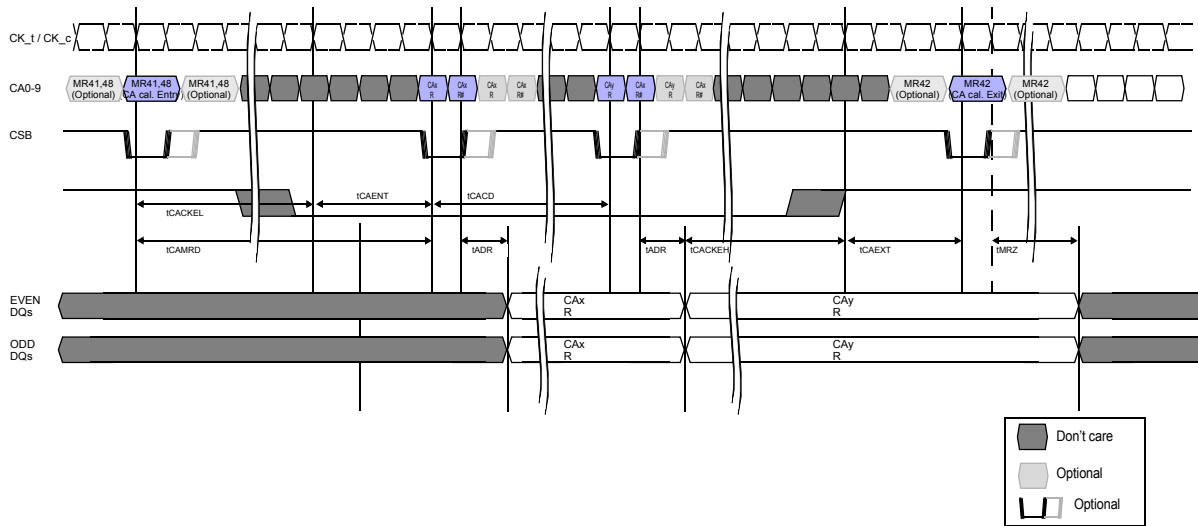 CK_t / CK_c
CA0-9
MR41,48
(Optional)
MR41,48
CA cal. Entry
MR41,48
(Optional)
CAx
R
CAx
R#
CAx
R
CAx
R#
CAy
R
CAx
R#
CAy
R
CAx
R#
MR42
(Optional)
MR42
CA cal. Exit
MR42
(Optional)
CSB
tCACKEL
tCAENT
tCACD
tCAMRD
tADR
tADR
tCACKEH
tCAEXT
tMRZ
EVEN
DQs
CAx
R
CAy
R
ODD
DQs
CAx
R
CAy
R
Don't care
Optional
Optional